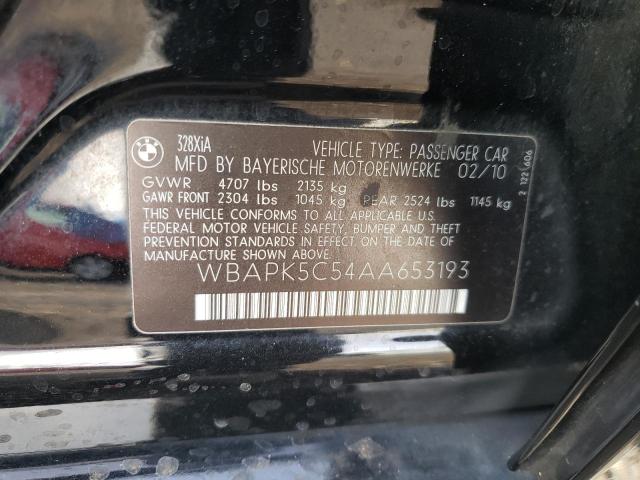 BMW
328XiA
VEHICLE TYPE: PASSENGER CAR
MFD BY BAYERISCHE MOTORENWERKE 02/10
GVWR 4707 lbs 2135 kg
GAWR FRONT 2304 lbs 1045 kg REAR 2524 lbs 1145 kg
THIS VEHICLE CONFORMS TO ALL APPLICABLE
FEDERAL MOTOR VEHICLE SAFETY, BUMPER AND THEFT
PREVENTION STANDARDS IN EFFECT ON THE DATE OF
MANUFACTURE SHOWN ABOVE.
WBAPK5C54AA653193
606